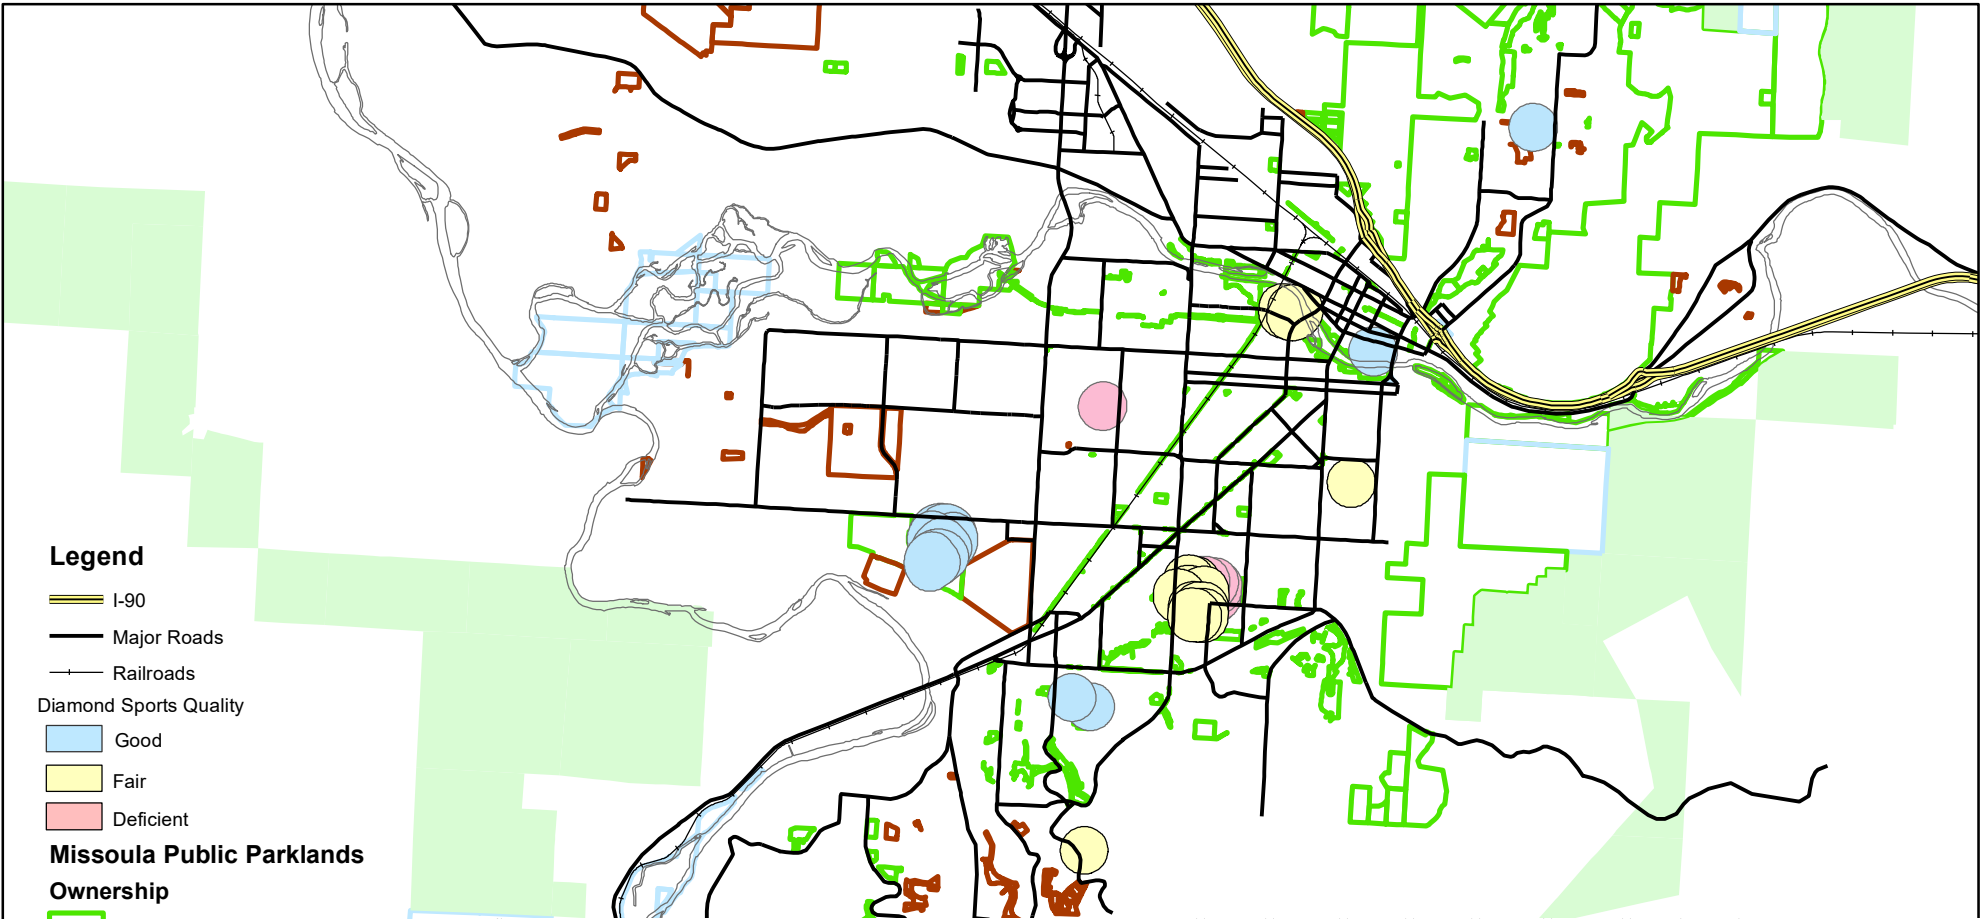 Legend
I-90
Major Roads
Railroads
Diamond Sports Quality
Good
Fair
Deficient
Missoula Public Parklands
Ownership